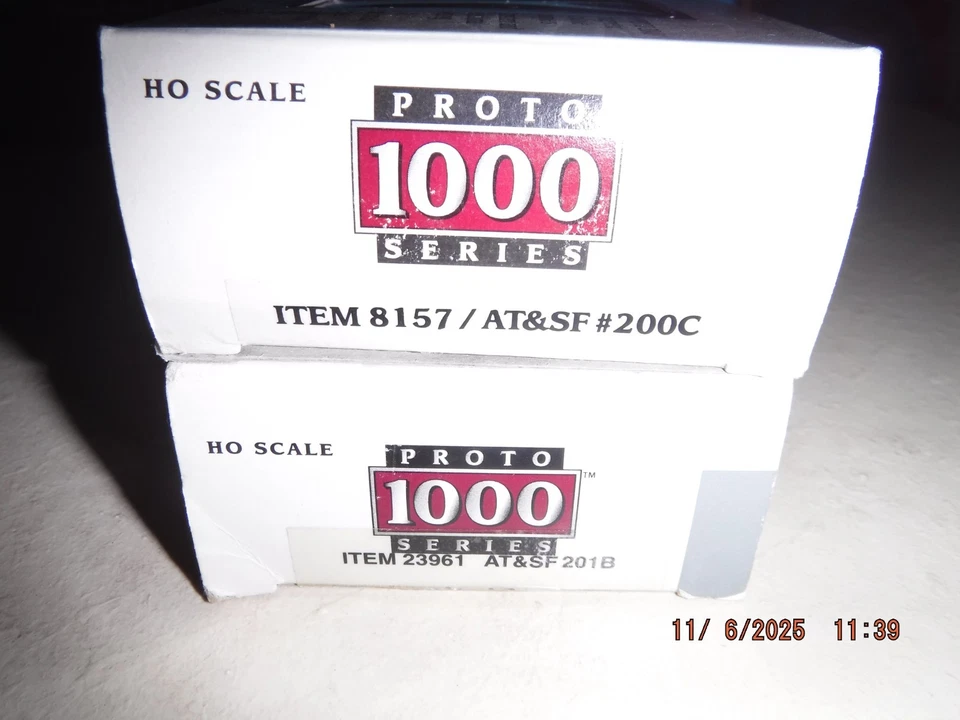 HO SCALE
PROTO
1000
SERIES
ITEM 8157 / AT&SF #200C
HO SCALE
PROTO
1000 ™
SERIES
ITEM 23961 AT&SF 201B
11/ 6/2025 11:39